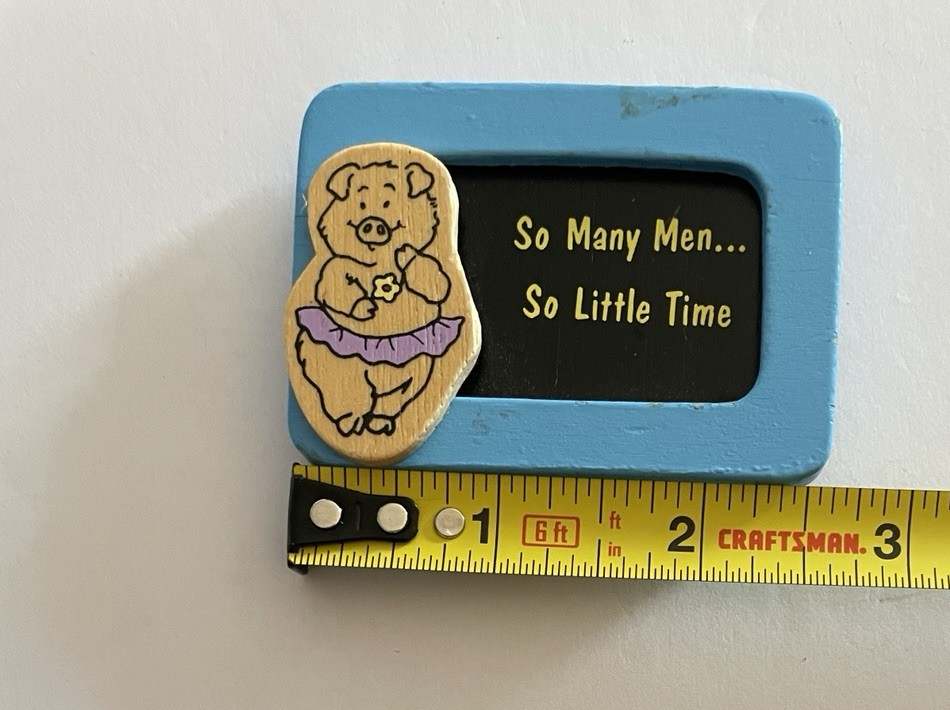 So Many Men...
So Little Time
1 6 ft ft in 2 CRAFTSMAN. 3